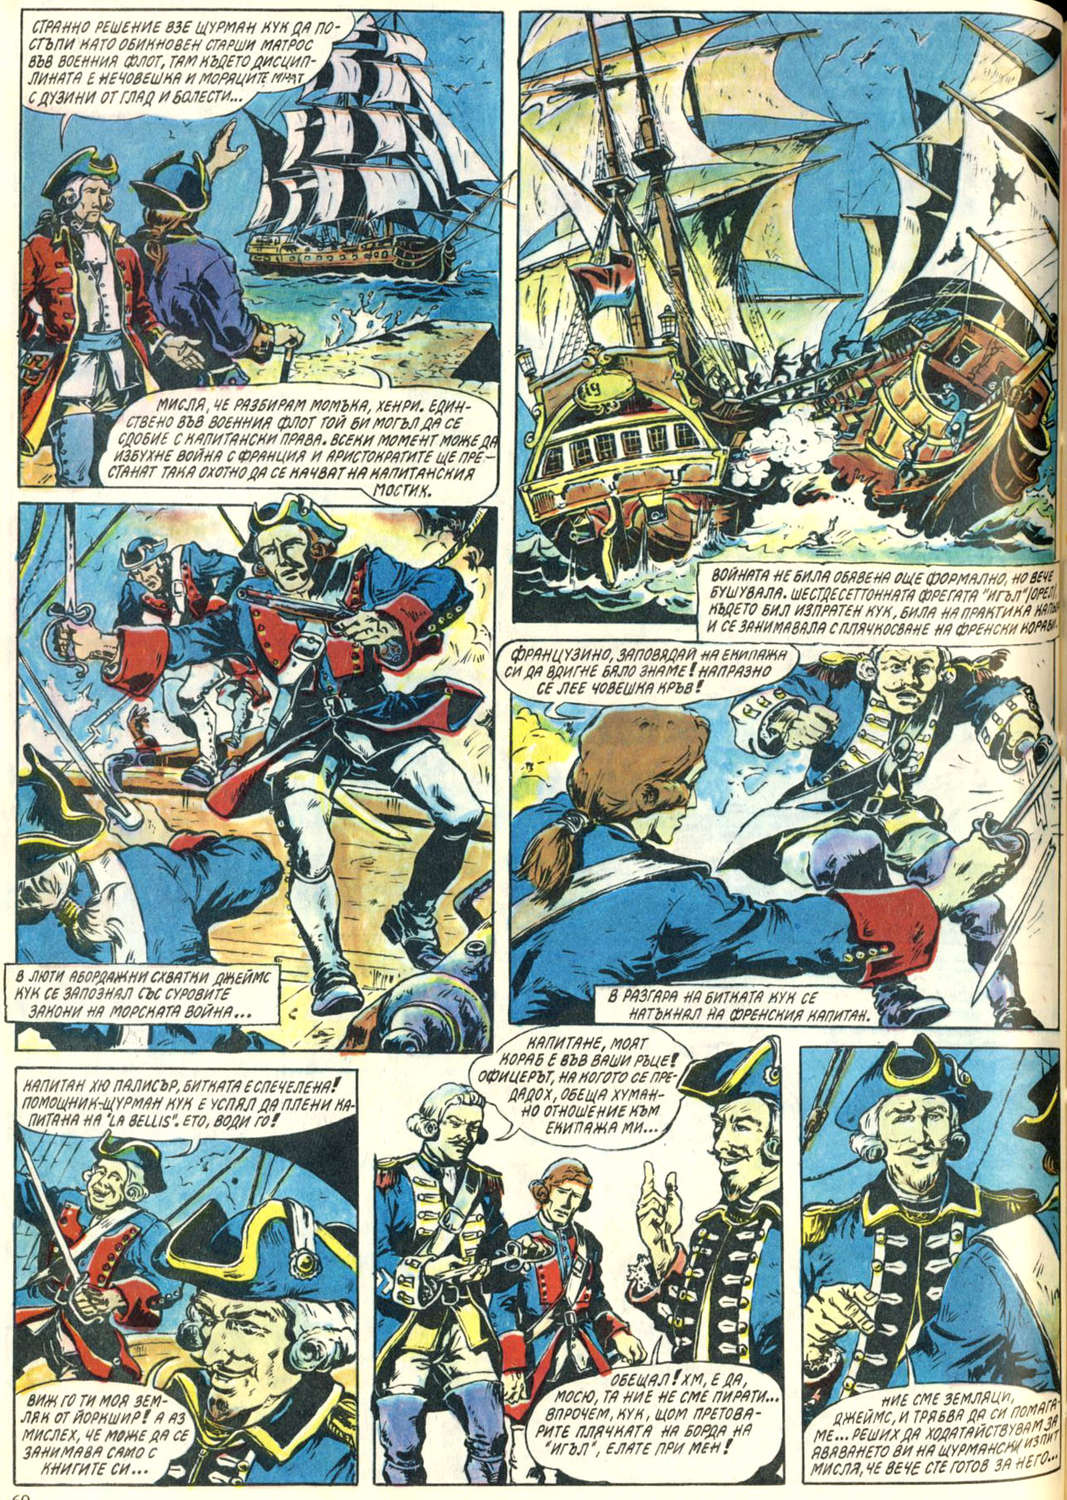 СТРАННО РЕШЕНИЕ ВЗЕ ЩУРМАН КУК ДА ПО-
СТЪПИ КАТО ОБИКНОВЕН СТАРШИ МАТРОС
ВЪВ ВОЕННИЯ ФЛОТ, ТАМ КЪДЕТО ДИСЦИП-
ЛИНАТА Е НЕЧОВЕШКА И МОРЯЦИТЕ МРАТ
С ДУЗИНИ ОТ ГЛАД И БОЛЕСТИ...
МИСЛЯ, ЧЕ РАЗБИРАМ МОМЪКА, ХЕНРИ. ЕДИН-
СТВЕНО ВЪВ ВОЕННИЯ ФЛОТ ТОЙ БИ МОГЪЛ ДА СЕ
СДОБИЕ С КАПИТАНСКИ ПРАВА. ВСЕКИ МОМЕНТ МОЖЕ ДА
ИЗБУХНЕ ВОЙНА С ФРАНЦИЯ И АРИСТОКРАТИТЕ ЩЕ ПРЕ-
СТАНАТ ТАКА ОХОТНО ДА СЕ КАЧВАТ НА КАПИТАНСКИЯ
МОСТИК.
ВОЙНАТА НЕ БИЛА ОБЯВЕНА ОЩЕ ФОРМАЛНО, НО ВЕЧЕ
БУШУВАЛА. ШЕСТДЕСЕТТОННАТА ФРЕГАТА "ИГЪЛ" /ОРЕЛ/,
КЪДЕТО БИЛ ИЗПРАТЕН КУК, БИЛА НА ПРАКТИКА
И СЕ ЗАНИМАВАЛА С ПЛЯЧКОСВАНЕ НА ФРЕНСКИ КОРАБИ.
В ЛЮТИ АБОРДАЖНИ СХВАТКИ ДЖЕЙМС
КУК СЕ ЗАПОЗНАЛ СЪС СУРОВИТЕ
ЗАКОНИ НА МОРСКАТА ВОЙНА...
ФРАНЦУЗИНО, ЗАПОВЯДАЙ НА ЕКИПАЖА
СИ ДА ВДИГНЕ БЯЛО ЗНАМЕ! НАПРАЗНО
СЕ ЛЕЕ ЧОВЕШКА КРЪВ!
В РАЗГАРА НА БИТКАТА КУК СЕ
НАТЪКНАЛ НА ФРЕНСКИЯ КАПИТАН.
КАПИТАН ХЮ ПАЛИСЪР, БИТКАТА Е СПЕЧЕЛЕНА!
ПОМОЩНИК-ЩУРМАН КУК Е УСПЯЛ ДА ПЛЕНИ КА-
ПИТАНА НА "LA BELLIS". ЕТО, ВОДИ ГО!
ВИЖ ГО ТИ МОЯ ЗЕМ-
ЛЯК ОТ ЙОРКШИР! А АЗ
МИСЛЕХ, ЧЕ МОЖЕ ДА СЕ
ЗАНИМАВА САМО С
КНИГИТЕ СИ...
КАПИТАНЕ, МОЯТ
КОРАБ Е ВЪВ ВАШИ РЪЦЕ!
ОФИЦЕРЪТ, НА КОГОТО СЕ ПРЕ-
ДАДОХ, ОБЕЩА ХУМАН-
НО ОТНОШЕНИЕ КЪМ
ЕКИПАЖА МИ...
ОБЕЩАЛ! ХМ, Е ДА,
МОСЮ, ТА НИЕ НЕ СМЕ ПИРАТИ...
ВПРОЧЕМ, КУК, ЩОМ ПРЕТОВА-
РИТЕ ПЛЯЧКАТА НА БОРДА НА
"ИГЪЛ", ЕЛАТЕ ПРИ МЕН!
НИЕ СМЕ ЗЕМЛЯЦИ,
ДЖЕЙМС, И ТРЯБВА ДА СИ ПОМАГА-
МЕ... РЕШИХ ДА ХОДАТАЙСТВУВАМ ЗА
ЯВЯВАНЕТО ВИ НА ЩУРМАНСКИ ИЗПИТ
МИСЛЯ, ЧЕ ВЕЧЕ СТЕ ГОТОВ ЗА НЕГО...